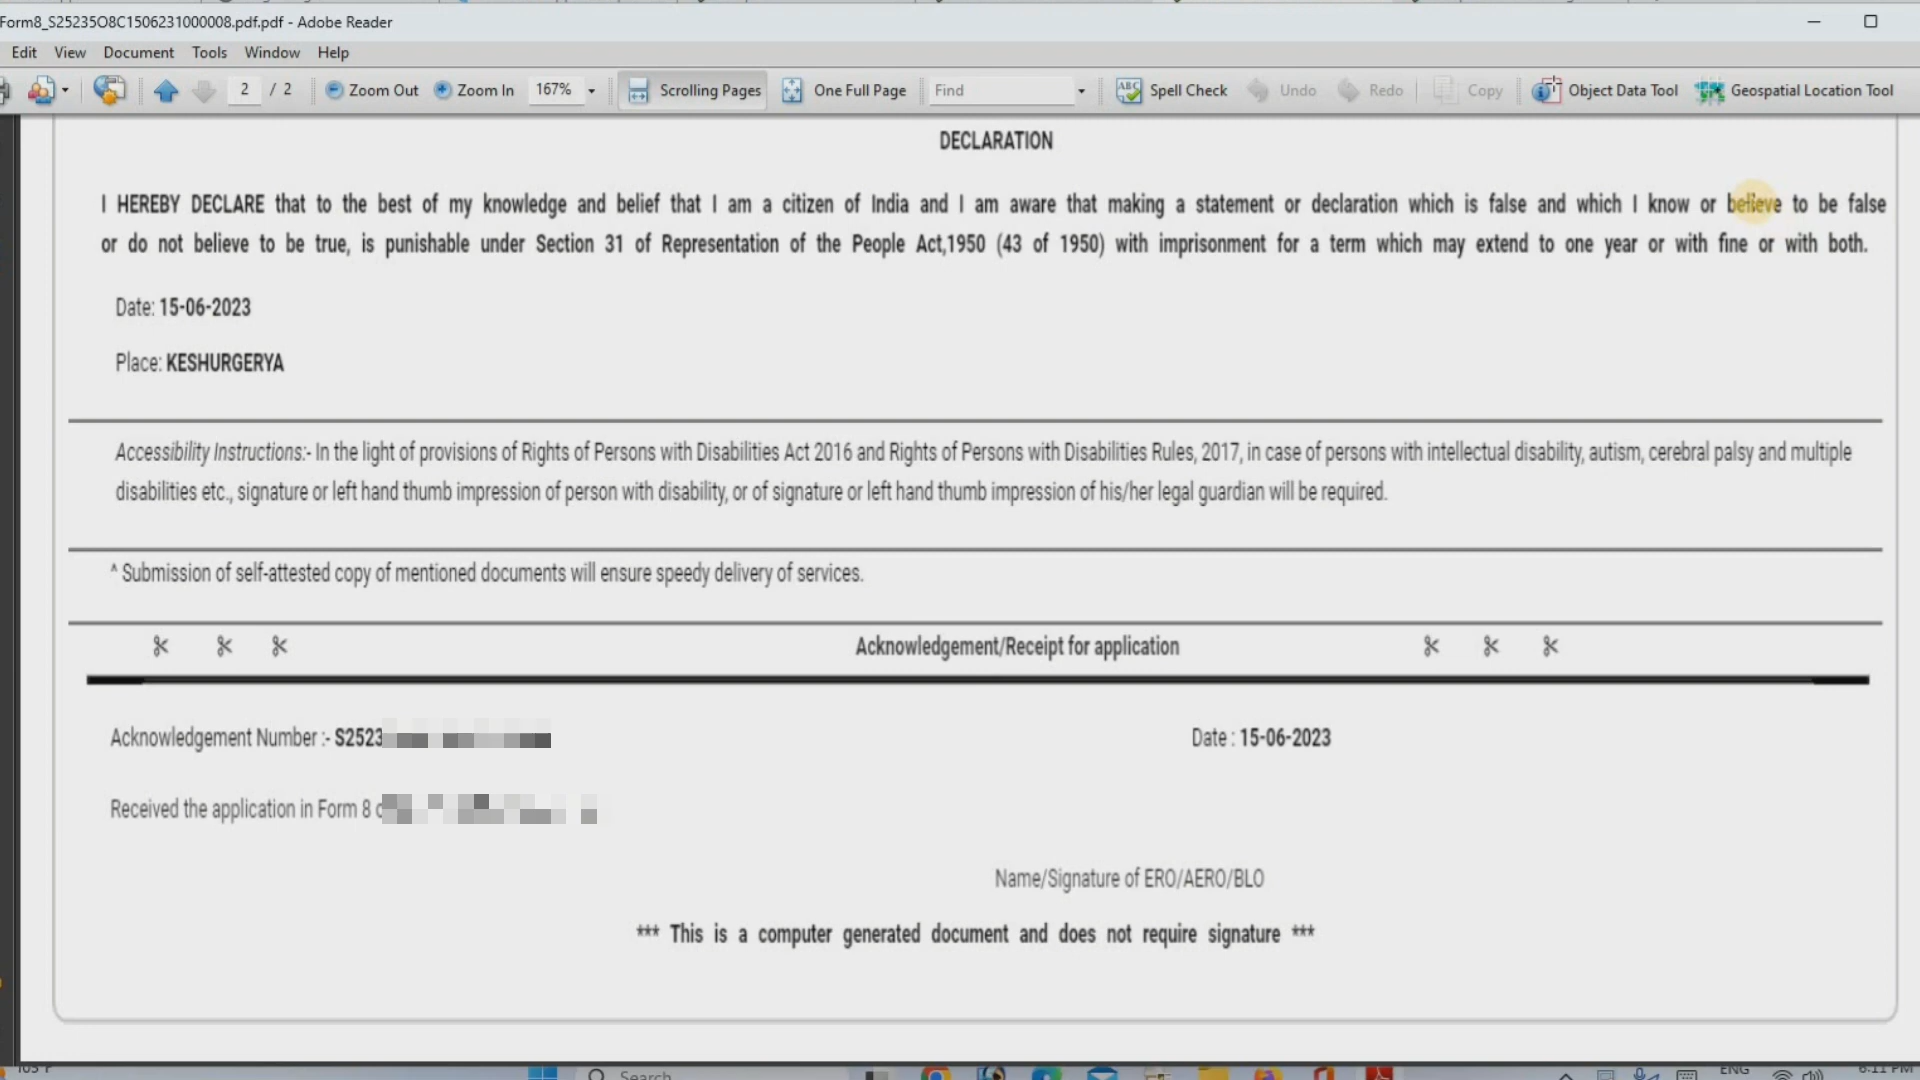 Form8_S25235O8C1506231000008.pdf.pdf - Adobe Reader
Edit View Document Tools Window Help
2 / 2 Zoom Out Zoom In 167% Scrolling Pages One Full Page Find Spell Check Undo Redo Copy Object Data Tool Geospatial Location Tool
DECLARATION
I HEREBY DECLARE that to the best of my knowledge and belief that I am a citizen of India and I am aware that making a statement or declaration which is false and which I know or believe to be false
or do not believe to be true, is punishable under Section 31 of Representation of the People Act,1950 (43 of 1950) with imprisonment for a term which may extend to one year or with fine or with both.
Date: 15-06-2023
Place: KESHURGERYA
Accessibility Instructions:- In the light of provisions of Rights of Persons with Disabilities Act 2016 and Rights of Persons with Disabilities Rules, 2017, in case of persons with intellectual disability, autism, cerebral palsy and multiple
disabilities etc., signature or left hand thumb impression of person with disability, or of signature or left hand thumb impression of his/her legal guardian will be required.
^ Submission of self-attested copy of mentioned documents will ensure speedy delivery of services.
Acknowledgement/Receipt for application
Acknowledgement Number :- S2523
Date : 15-06-2023
Received the application in Form 8
Name/Signature of ERO/AERO/BLO
*** This is a computer generated document and does not require signature ***
Search
ENG
6:11 PM